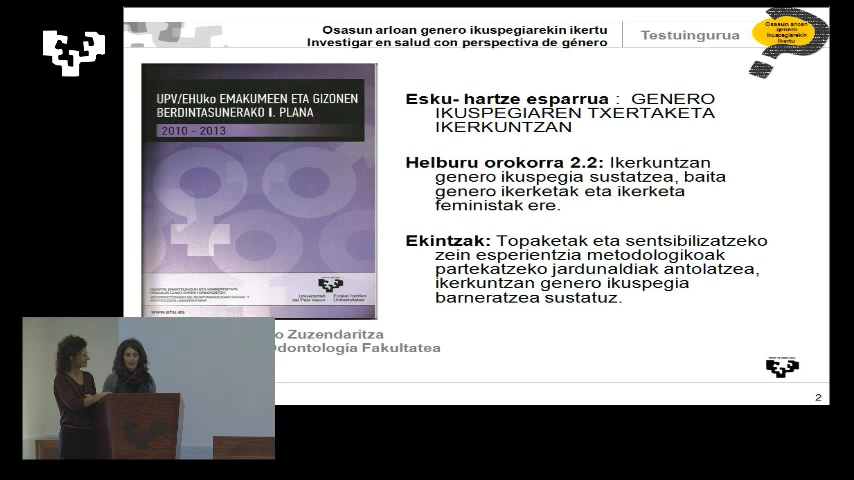 Osasun arloan genero ikuspegiarekin ikertu
Investigar en salud con perspectiva de género
Testuingurua
Osasun arloan
genero
ikuspegiarekin
ikertu
UPV/EHUko EMAKUMEEN ETA GIZONEN
BERDINTASUNERAKO I. PLANA
2010 - 2013
Universidad del País Vasco
Euskal Herriko Unibertsitatea
www.ehu.es
Esku- hartze esparrua : GENERO
IKUSPEGIAREN TXERTAKETA
IKERKUNTZAN
Helburu orokorra 2.2: Ikerkuntzan
genero ikuspegia sustatzea, baita
genero ikerketak eta ikerketa
feministak ere.
Ekintzak: Topaketak eta sentsibilizatzeko
zein esperientzia metodologikoak
partekatzeko jardunaldiak antolatzea,
ikerkuntzan genero ikuspegia
barneratzea sustatuz.
o Zuzendaritza
Odontologia Fakultatea
2